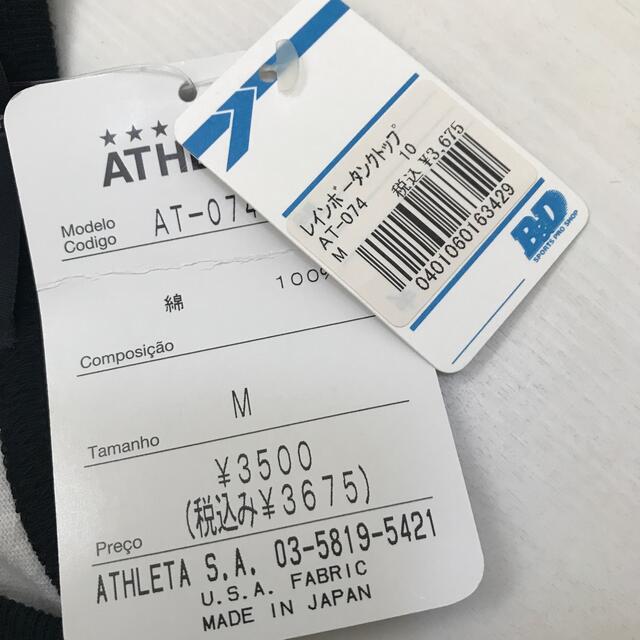 ATHL
Modelo
Codigo
AT-074
綿 100%
Composição
M
Tamanho
¥3500
(税込み¥3675)
Preço
ATHLETA S.A. 03-5819-5421
U.S.A. FABRIC
MADE IN JAPAN
レインボータンクトップ
AT-074 10
M 税込 ¥3,675
0401060163429
B&D
SPORTS PRO SHOP